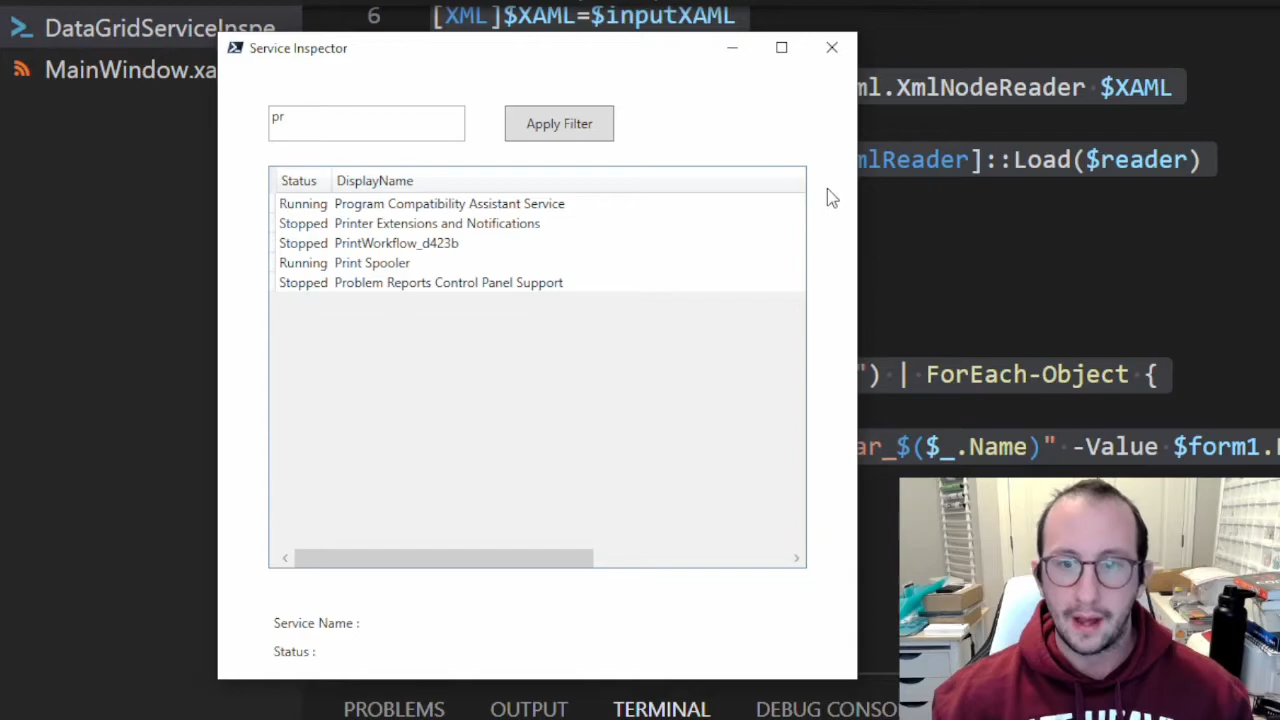 DataGridServiceInspe
MainWindow.xa
6 [XML]$XAML=$inputXAML
Service Inspector
ml.XmlNodeReader $XAML
pr
Apply Filter
mlReader]::Load($reader)
Status DisplayName
Running Program Compatibility Assistant Service
Stopped Printer Extensions and Notifications
Stopped PrintWorkflow_d423b
Running Print Spooler
Stopped Problem Reports Control Panel Support
") | ForEach-Object {
ar_$($_.Name)" -Value $form1.
Service Name :
Status :
PROBLEMS OUTPUT TERMINAL DEBUG CONSO